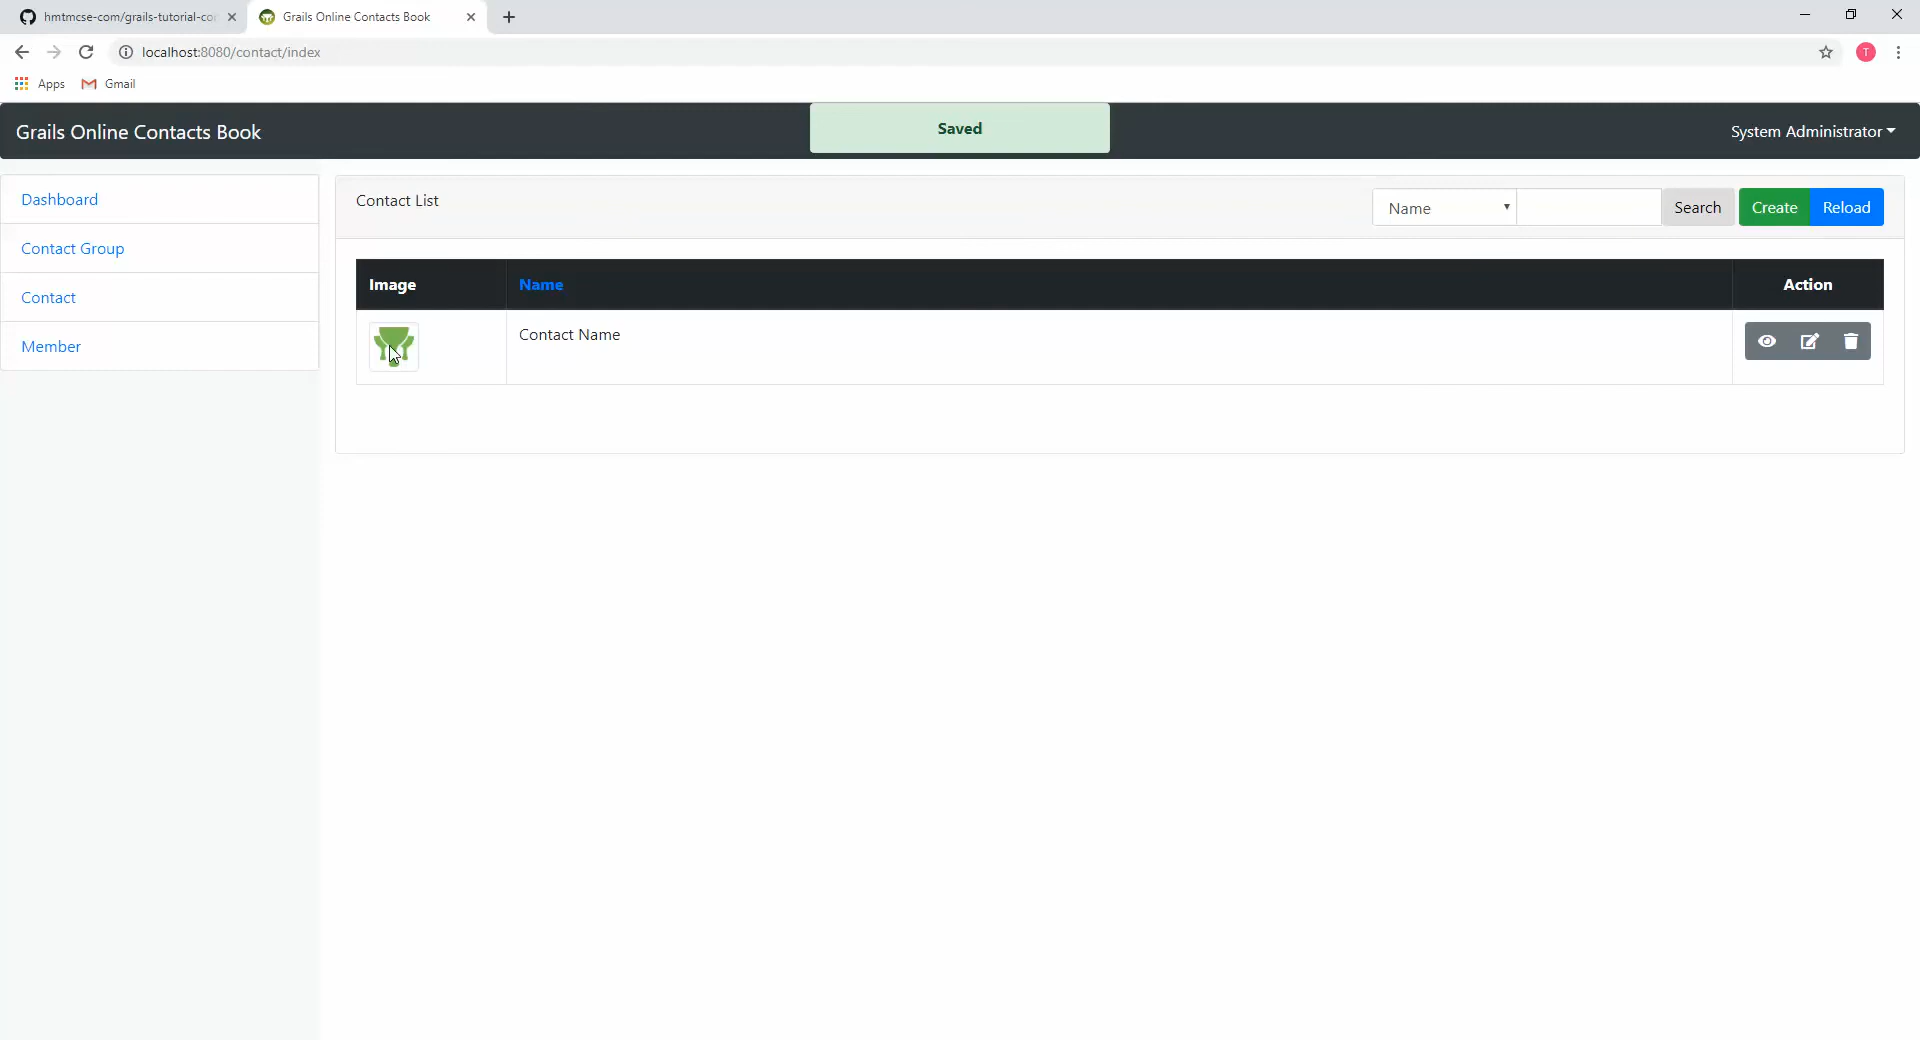 hmtmcse-com/grails-tutorial-co
Grails Online Contacts Book
localhost:8080/contact/index
T
Apps
Gmail
Grails Online Contacts Book
Saved
System Administrator
Dashboard
Contact Group
Contact
Member
Contact List
Name
Search
Create
Reload
Image
Name
Action
Contact Name